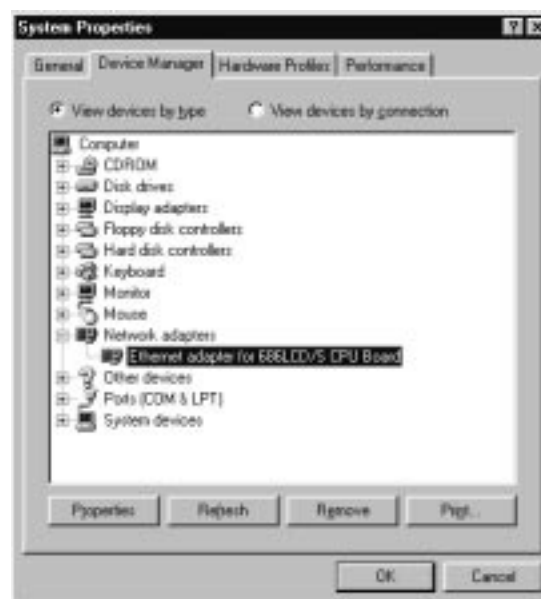 System Properties
General Device Manager Hardware Profiles Performance
View devices by type View devices by connection
Computer
CDROM
Disk drives
Display adapters
Floppy disk controllers
Hard disk controllers
Keyboard
Monitor
Mouse
Network adapters
Ethernet adapter for 686LCD/S CPU Board
Other devices
Ports (COM & LPT)
System devices
Properties Refresh Remove Print...
OK Cancel